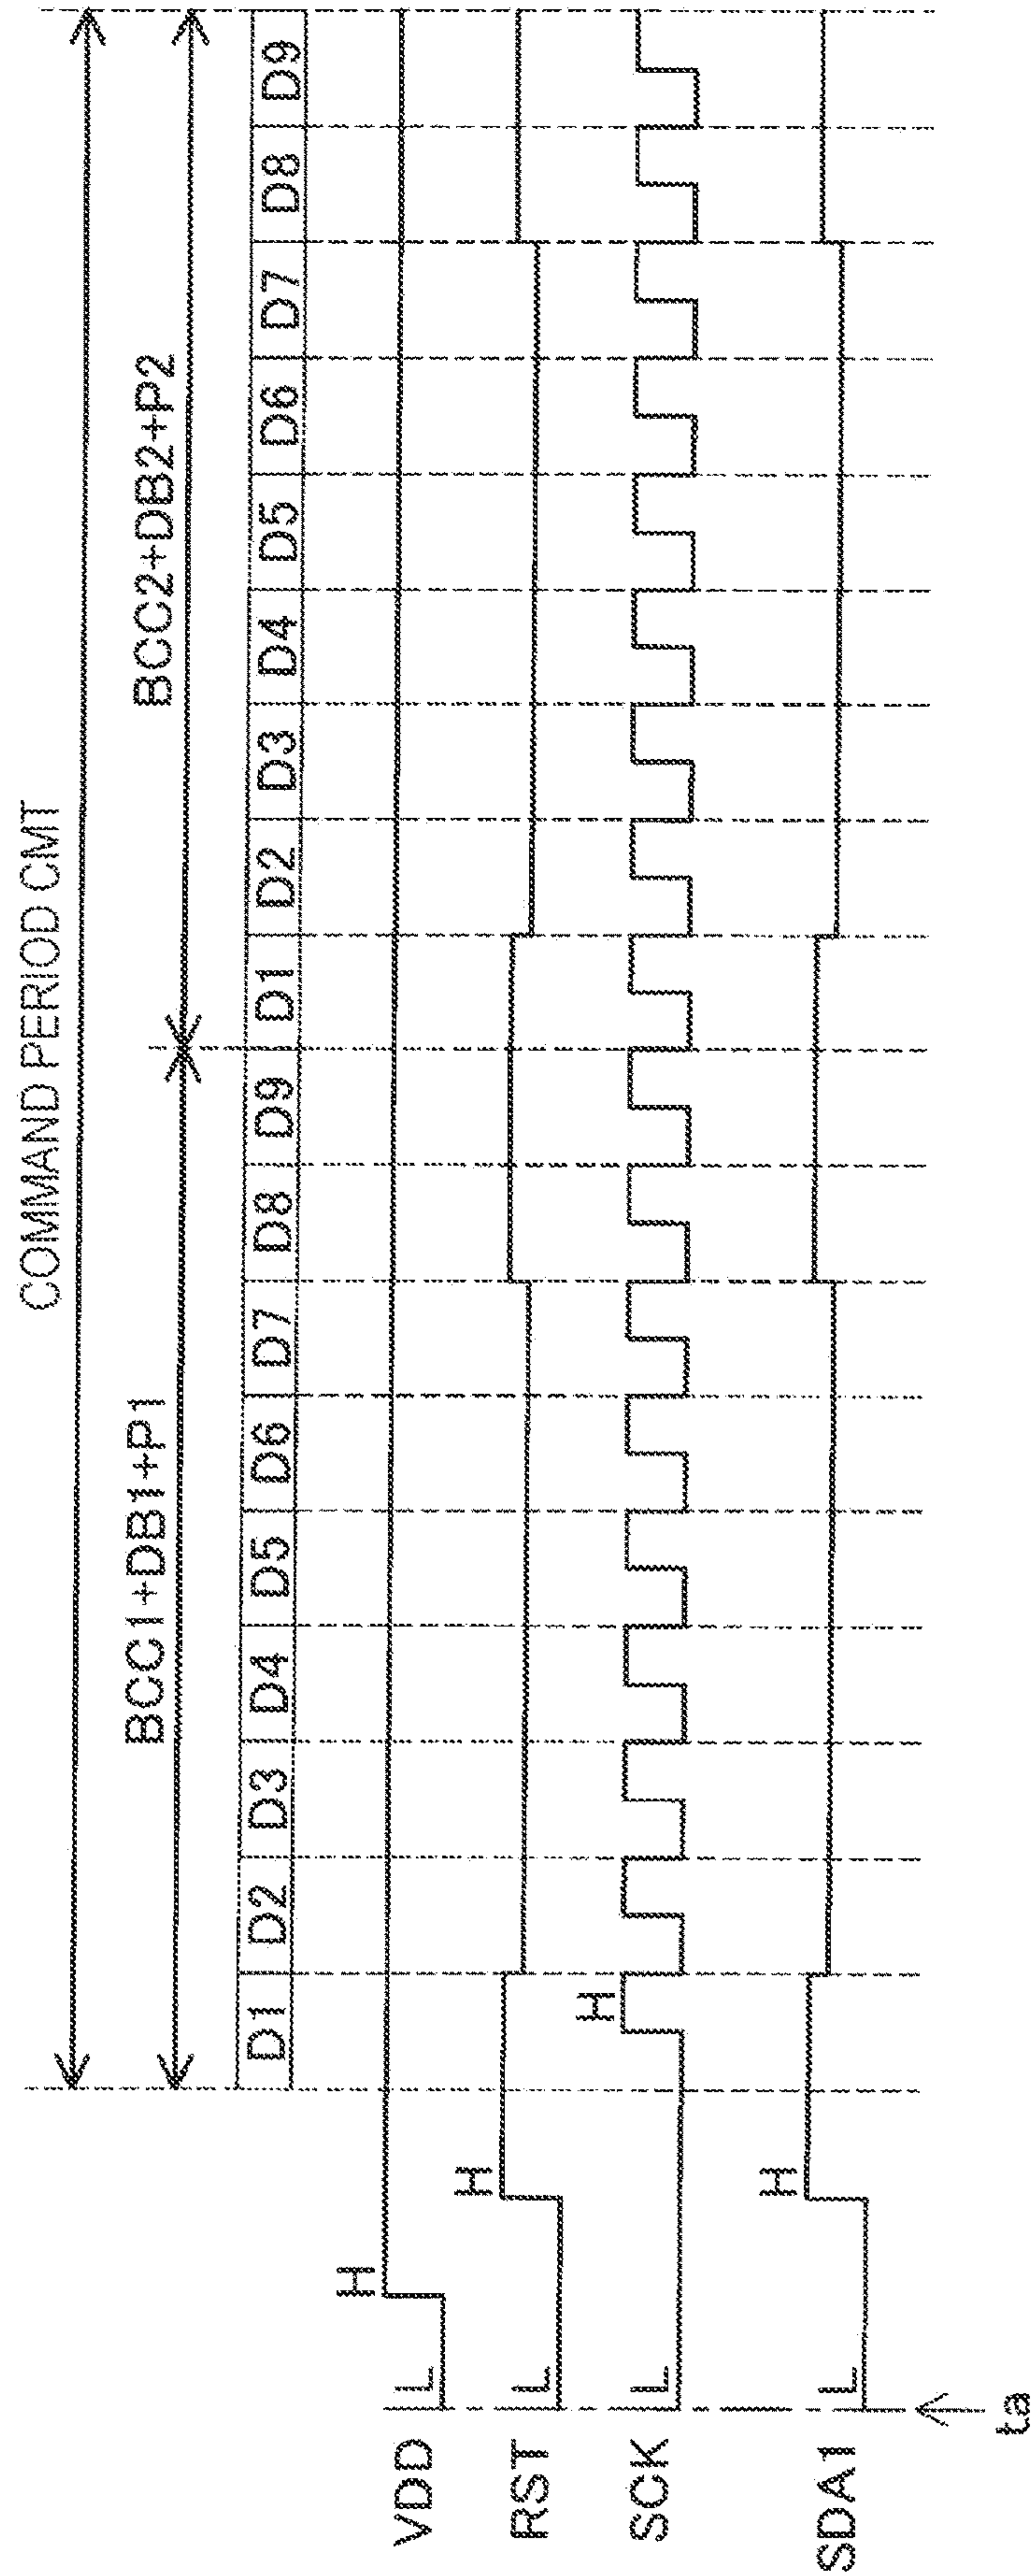 COMMAND PERIOD CMT
BCC1+DB1+P1 BCC2+DB2+P2
D1 D2 D3 D4 D5 D6 D7 D8 D9 D1 D2 D3 D4 D5 D6 D7 D8 D9
VDD L H
RST L H
SCK L H
SDA1 L H
ta